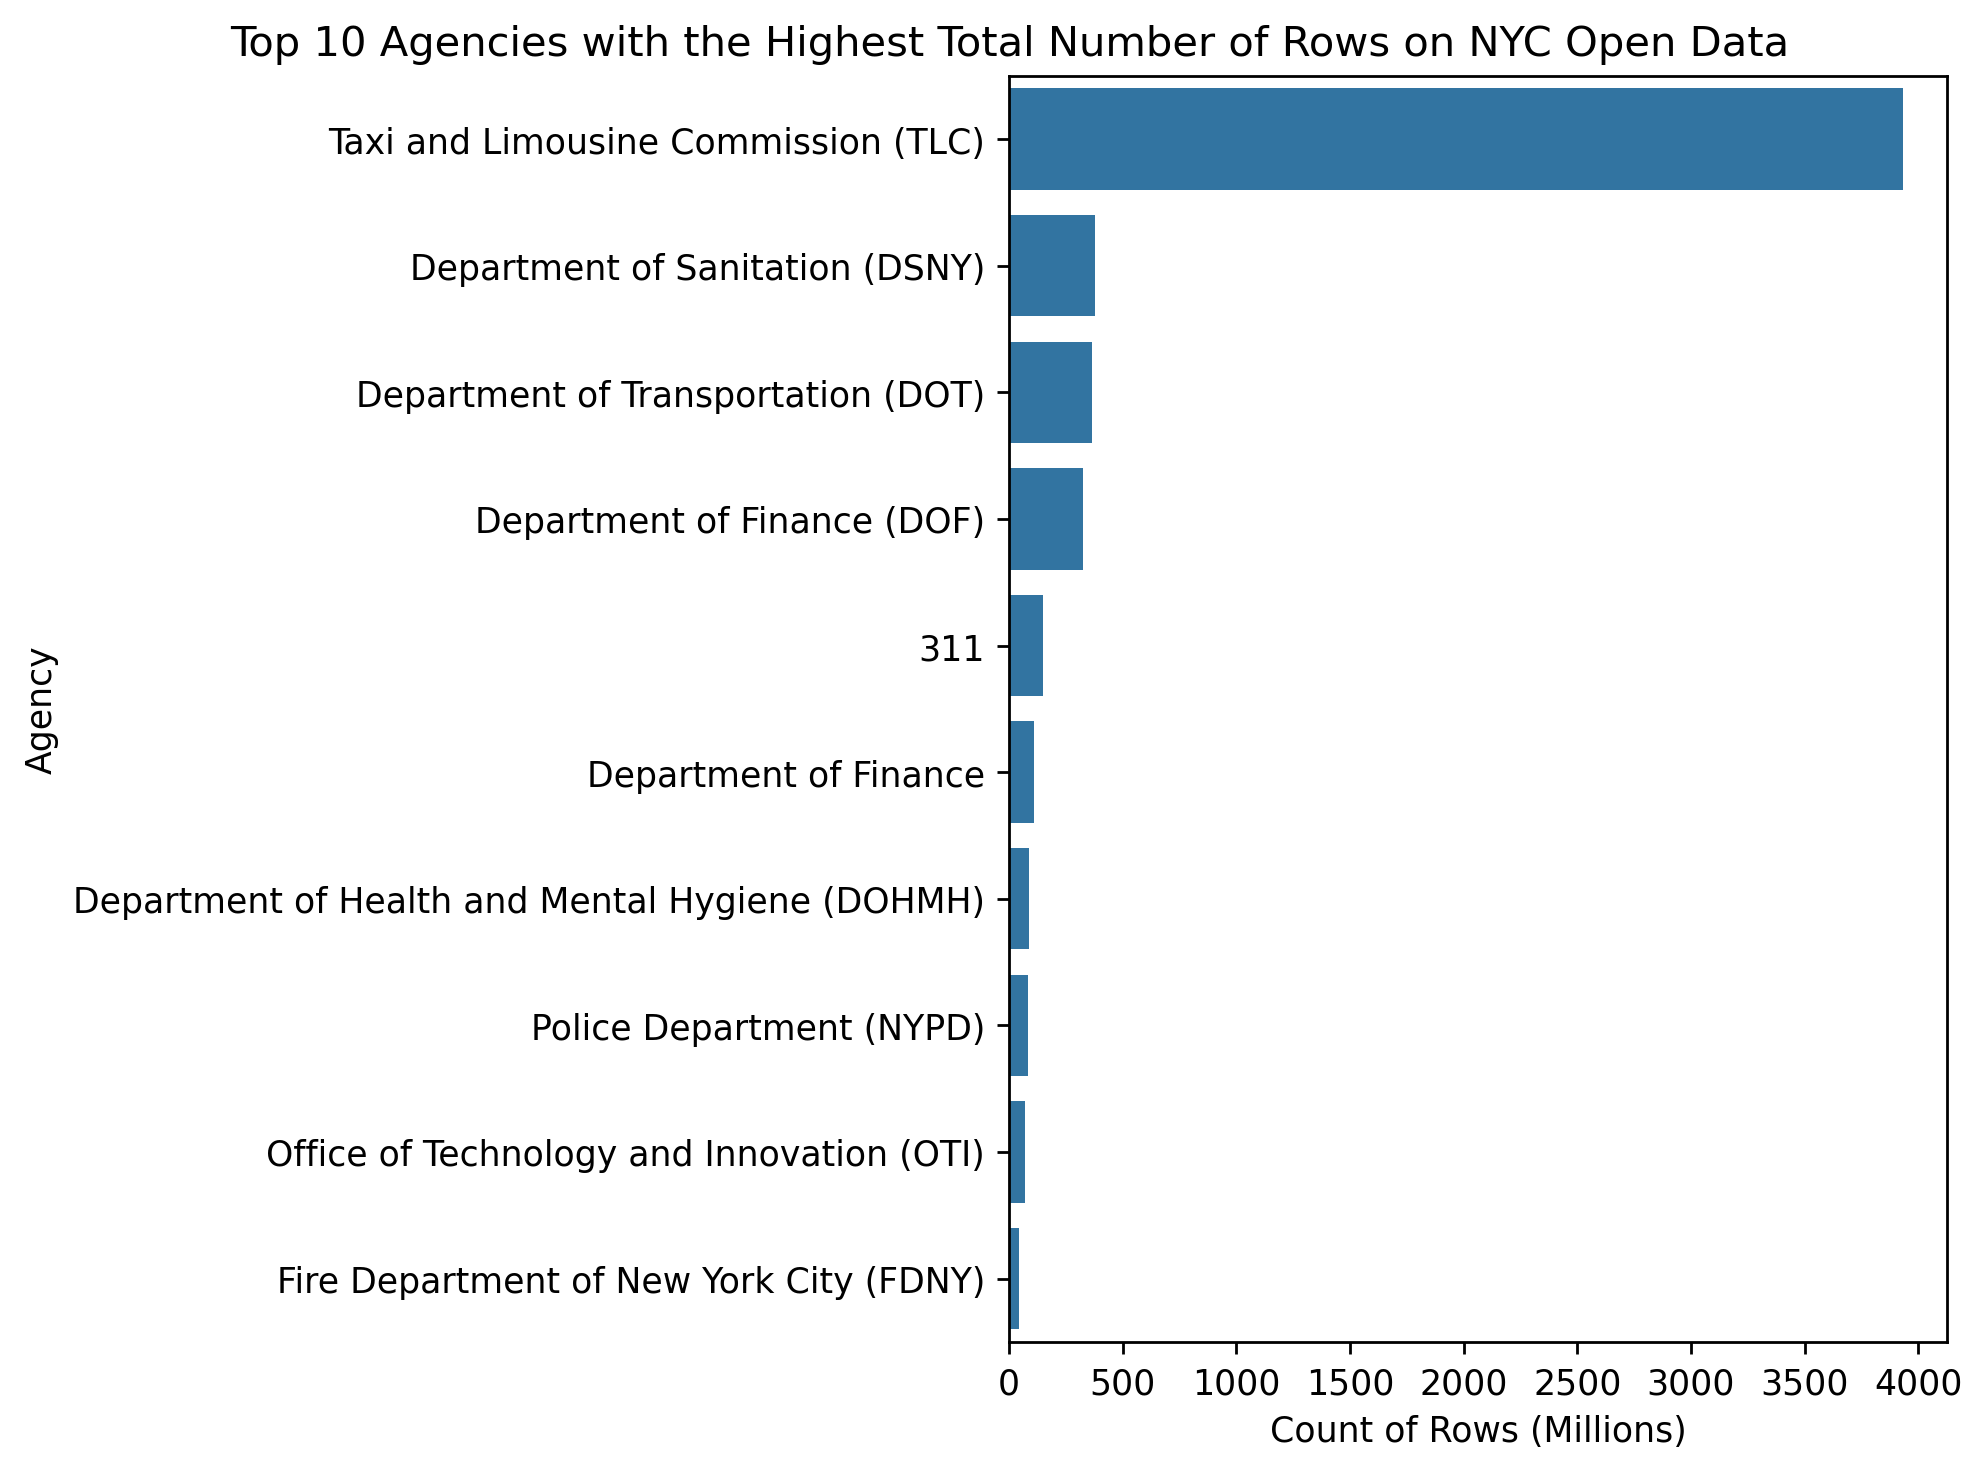 Top 10 Agencies with the Highest Total Number of Rows on NYC Open Data
Agency
Taxi and Limousine Commission (TLC)
Department of Sanitation (DSNY)
Department of Transportation (DOT)
Department of Finance (DOF)
311
Department of Finance
Department of Health and Mental Hygiene (DOHMH)
Police Department (NYPD)
Office of Technology and Innovation (OTI)
Fire Department of New York City (FDNY)
0 500 1000 1500 2000 2500 3000 3500 4000
Count of Rows (Millions)